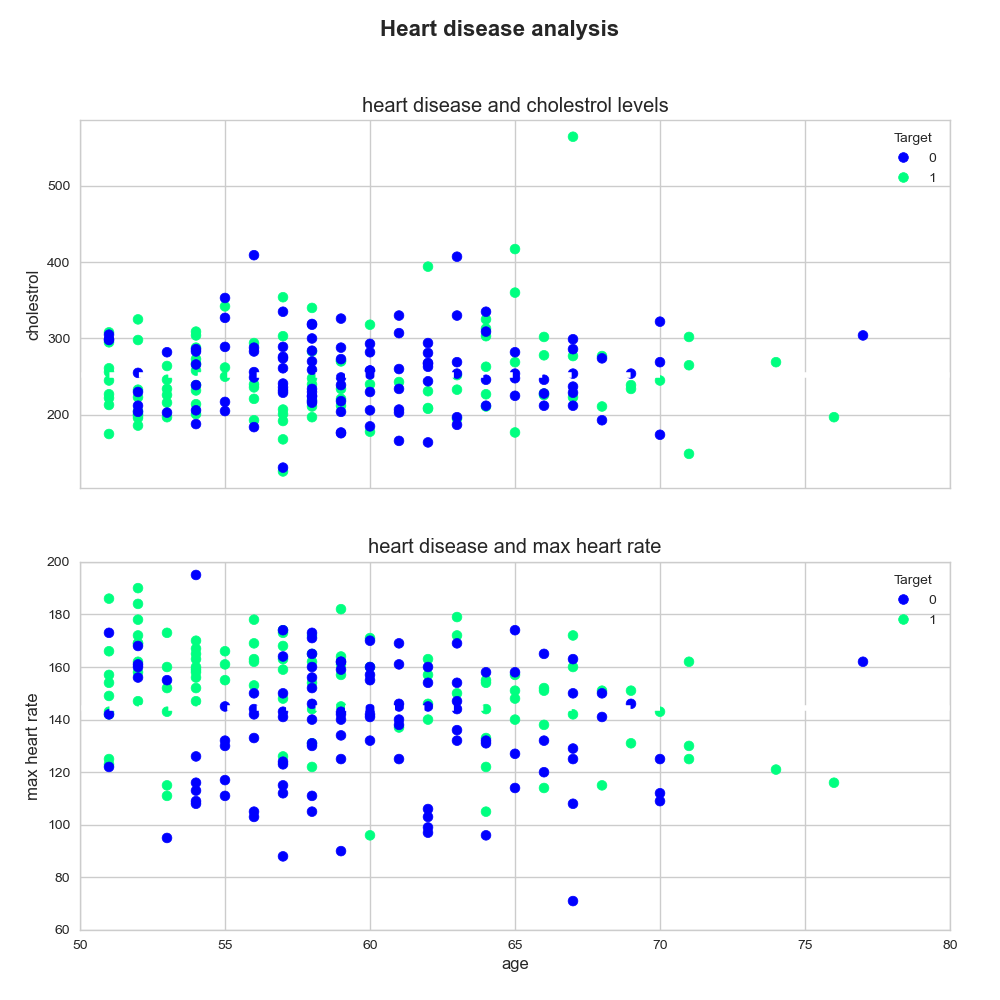 Heart disease analysis
heart disease and cholestrol levels
Target
0
1
500
400
300
200
cholestrol
heart disease and max heart rate
Target
0
1
200
180
160
140
120
100
80
60
max heart rate
50 55 60 65 70 75 80
age